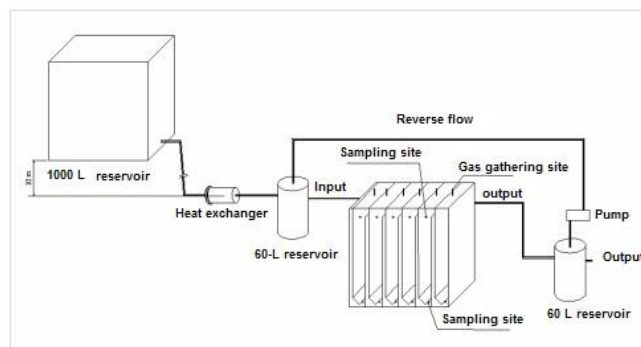 Reverse flow
Sampling site
Gas gathering site
1000 L reservoir
Input
output
Heat exchanger
Pump
60-L reservoir
Output
Sampling site
60 L reservoir